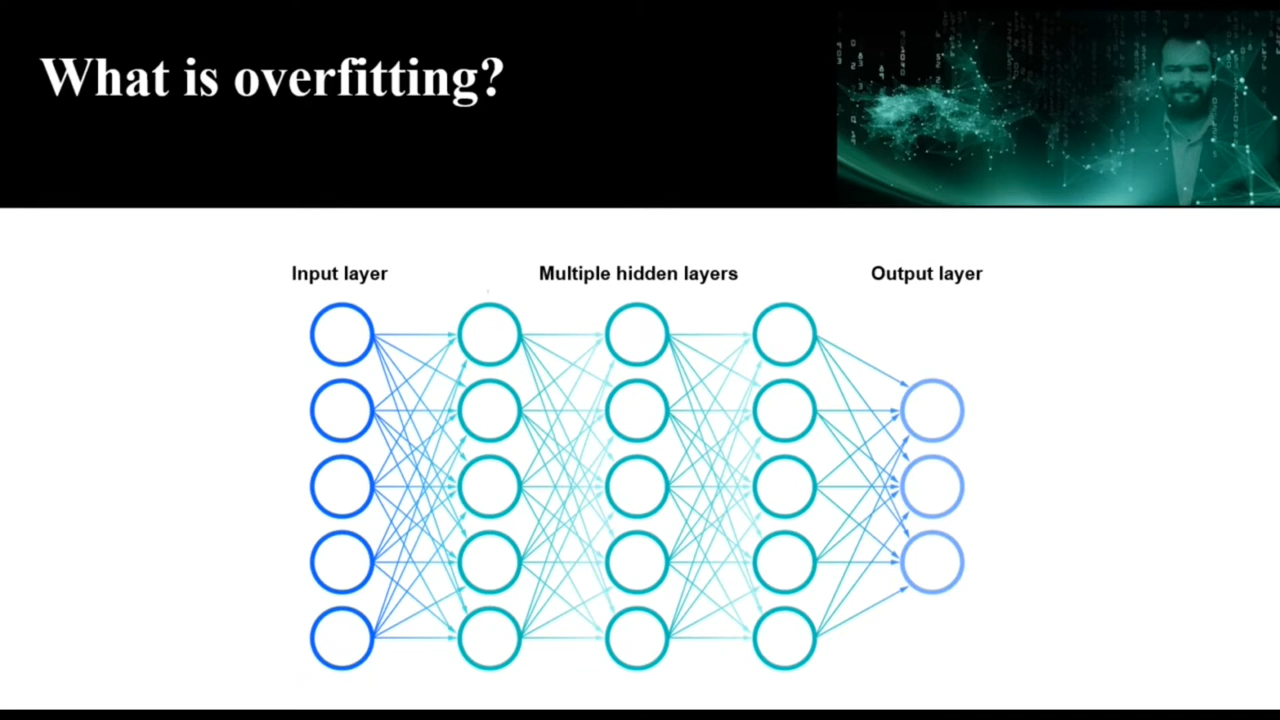 What is overfitting?
Input layer
Multiple hidden layers
Output layer